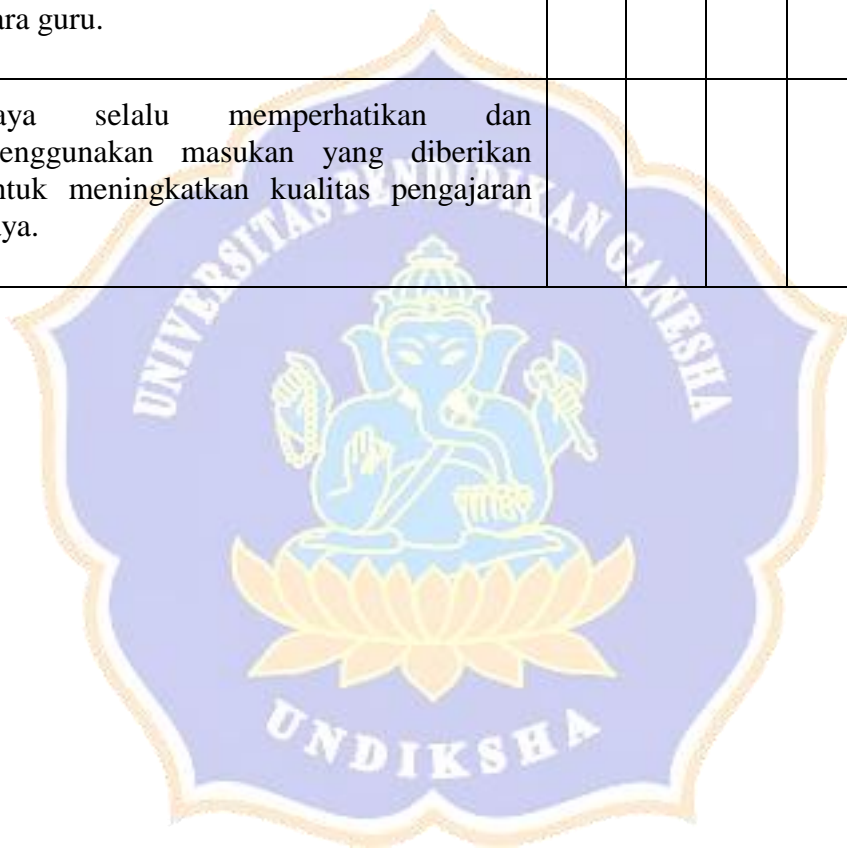 ara guru.
aya selalu memperhatikan dan
enggunakan masukan yang diberikan
ntuk meningkatkan kualitas pengajaran
ya.
UNIVERSITAS PENDIDIKAN GANESHA
UNDIKSHA